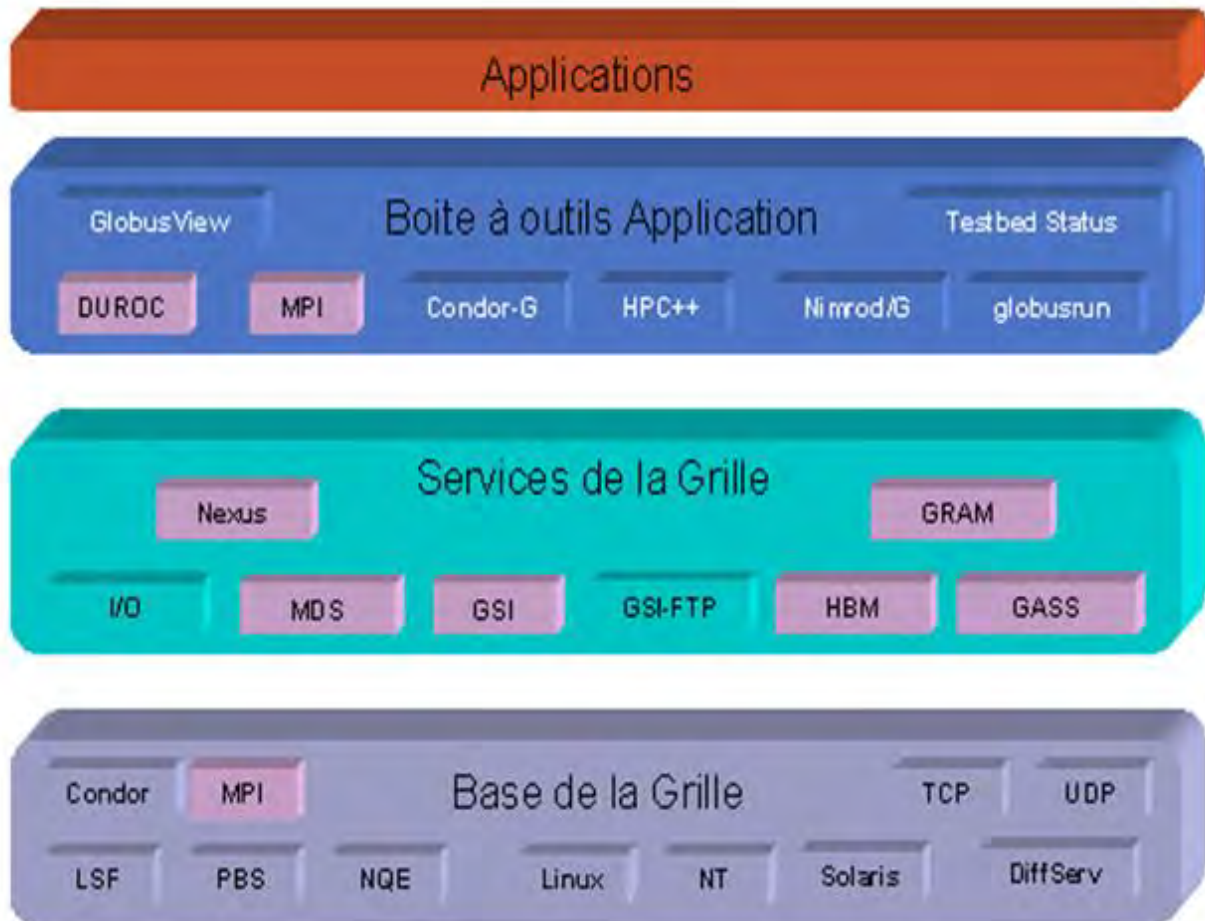 Applications
Boite à outils Application
GlobusView
Testbed Status
DUROC
MPI
Condor-G
HPC++
Nimrod/G
globusrun
Services de la Grille
Nexus
GRAM
I/O
MDS
GSI
GSI-FTP
HBM
GASS
Base de la Grille
Condor
MPI
TCP
UDP
LSF
PBS
NQE
Linux
NT
Solaris
DiffServ